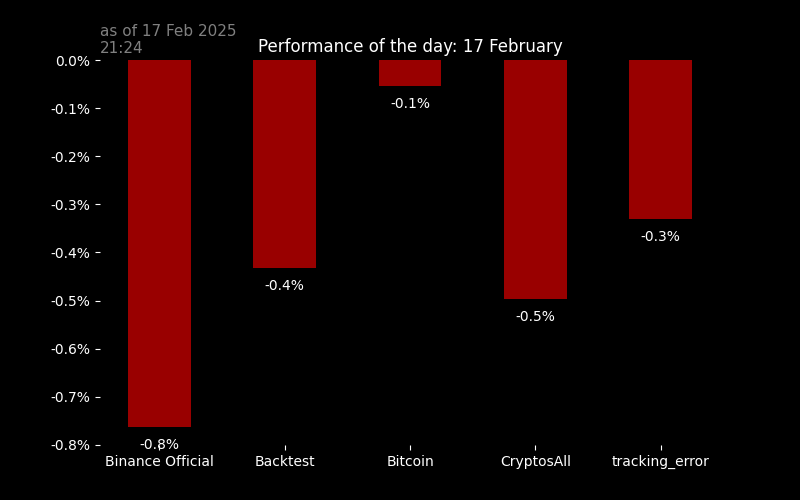 as of 17 Feb 2025
21:24
Performance of the day: 17 February
0.0%
-0.1%
-0.2%
-0.3%
-0.4%
-0.5%
-0.6%
-0.7%
-0.8%
-0.8%
-0.4%
-0.1%
-0.5%
-0.3%
Binance Official
Backtest
Bitcoin
CryptosAll
tracking_error